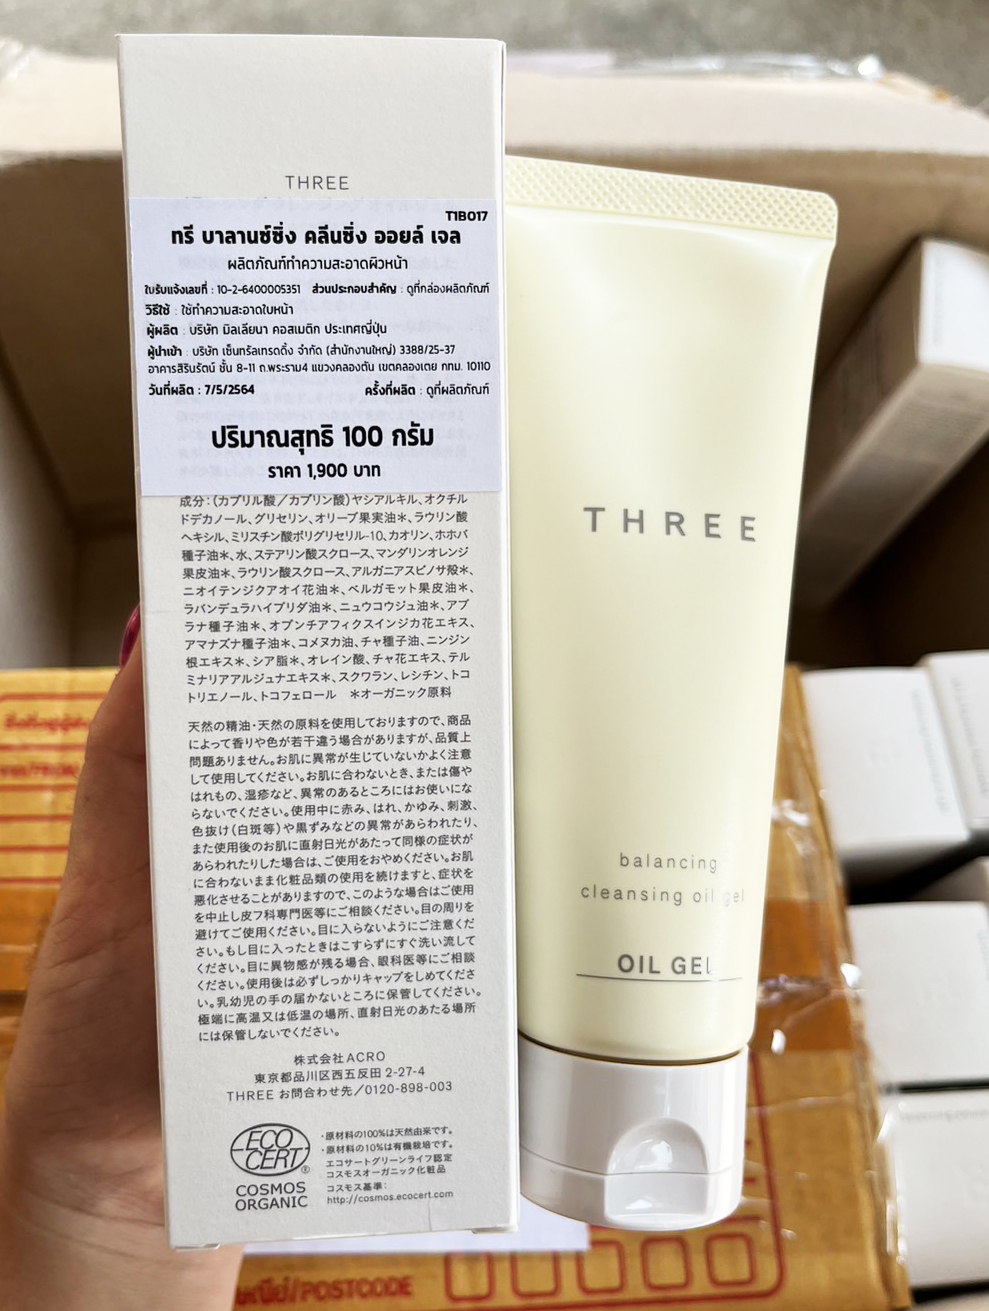 THREE
T1B017
ทรี บาลานซ์ซิ่ง คลีนซิ่ง ออยล์ เจล
ผลิตภัณฑ์ทำความสะอาดผิวหน้า
ใบรับแจ้งเลขที่ : 10-2-6400005351 ส่วนประกอบสำคัญ : ดูที่กล่องผลิตภัณฑ์
วิธีใช้ : ใช้ทำความสะอาดใบหน้า
ผู้ผลิต : บริษัท มิลเลียนา คอสเมติก ประเทศญี่ปุ่น
ผู้นำเข้า : บริษัท เซ็นทรัลเทรดดิ้ง จำกัด (สำนักงานใหญ่) 3388/25-37
อาคารสิรินรัตน์ ชั้น 8-11 ถ.พระราม4 แขวงคลองตัน เขตคลองเตย กทม. 10110
วันที่ผลิต : 7/5/2564 ครั้งที่ผลิต : ดูที่ผลิตภัณฑ์
ปริมาณสุทธิ 100 กรัม
ราคา 1,900 บาท
成分:(カプリル酸/カプリン酸)ヤシアルキル、オクチル
ドデカノール、グリセリン、オリーブ果実油*、ラウリン酸
ヘキシル、ミリスチン酸ポリグリセリル-10、カオリン、ホホバ
種子油*、水、ステアリン酸スクロース、マンダリンオレンジ
果皮油*、ラウリン酸スクロース、アルガニアスピノサ殻*、
ニオイテンジクアオイ花油*、ベルガモット果皮油*、
ラバンデュラハイブリダ油*、ニュウコウジュ油*、アブ
ラナ種子油*、オプンチアフィクスインジカ花エキス、
アマナズナ種子油*、コメヌカ油、チャ種子油、ニンジン
根エキス*、シア脂*、オレイン酸、チャ花エキス、テル
ミナリアアルジュナエキス*、スクワラン、レシチン、トコ
トリエノール、トコフェロール *オーガニック原料
天然の精油・天然の原料を使用しておりますので、商品
によって香りや色が若干違う場合がありますが、品質上
問題ありません。お肌に異常が生じていないかよく注意
して使用してください。お肌に合わないとき、または傷や
はれもの、湿疹など、異常のあるところにはお使いにな
らないでください。使用中に赤み、はれ、かゆみ、刺激、
色抜け(白斑等)や黒ずみなどの異常があらわれたり、
また使用後のお肌に直射日光があたって同様の症状が
あらわれたりした場合は、ご使用をおやめください。お肌
に合わないまま化粧品類の使用を続けますと、症状を
悪化させることがありますので、このような場合はご使用
を中止し皮フ科専門医等にご相談ください。目の周りを
避けてご使用ください。目に入らないようにご注意くだ
さい。もし目に入ったときはこすらずにすぐ洗い流して
ください。目に異物感が残る場合、眼科医等にご相談
ください。使用後は必ずしっかりキャップをしめてくださ
い。乳幼児の手の届かないところに保管してください。
極端に高温又は低温の場所、直射日光のあたる場所
には保管しないでください。
株式会社ACRO
東京都品川区西五反田 2-27-4
THREE お問合わせ先/0120-898-003
ECO
CERT®
COSMOS
ORGANIC
・原材料の100%は天然由来です。
・原材料の10%は有機栽培です。
エコサートグリーンライフ認定
コスモスオーガニック化粧品
コスモス基準:
http://cosmos.ecocert.com
THREE
balancing
cleansing oil gel
OIL GEL
/POSTCODE